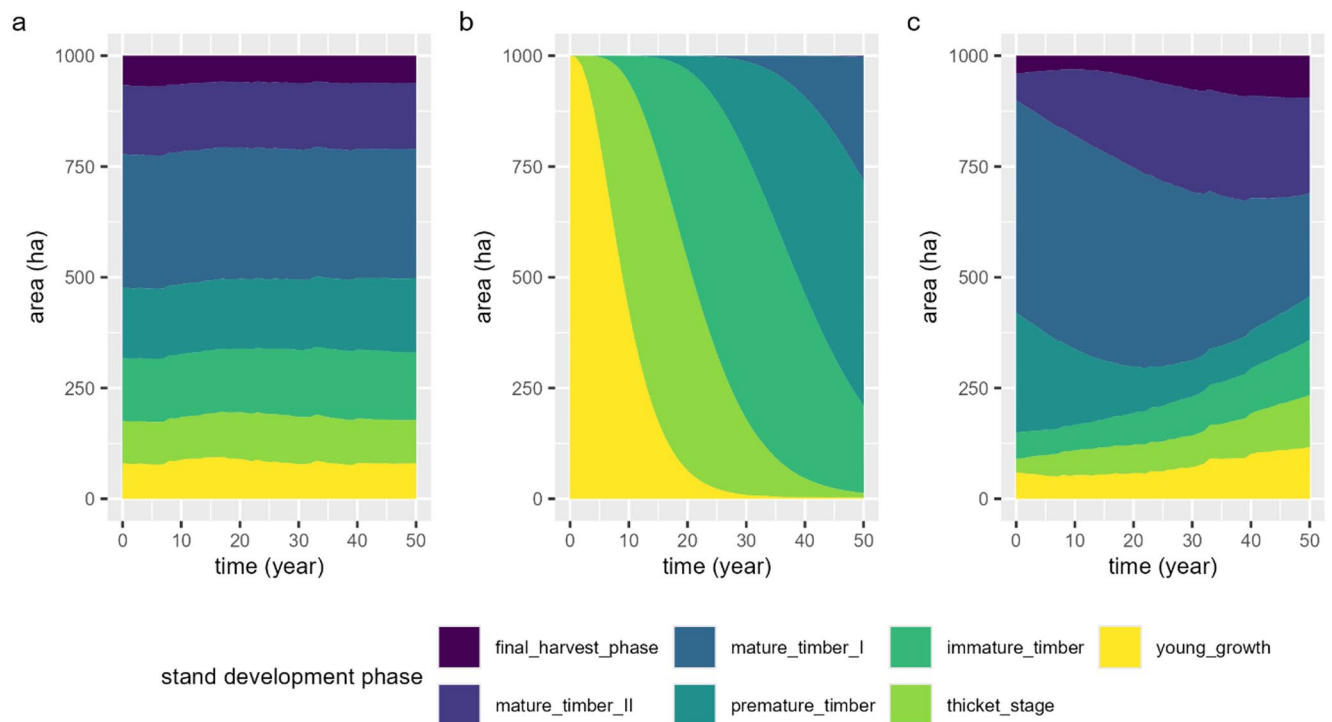 a
b
c
1000
750
500
250
0
area (ha)
0 10 20 30 40 50
time (year)
1000
750
500
250
0
area (ha)
0 10 20 30 40 50
time (year)
1000
750
500
250
0
area (ha)
0 10 20 30 40 50
time (year)
stand development phase
final_harvest_phase
mature_timber_I
immature_timber
young_growth
mature_timber_II
premature_timber
thicket_stage